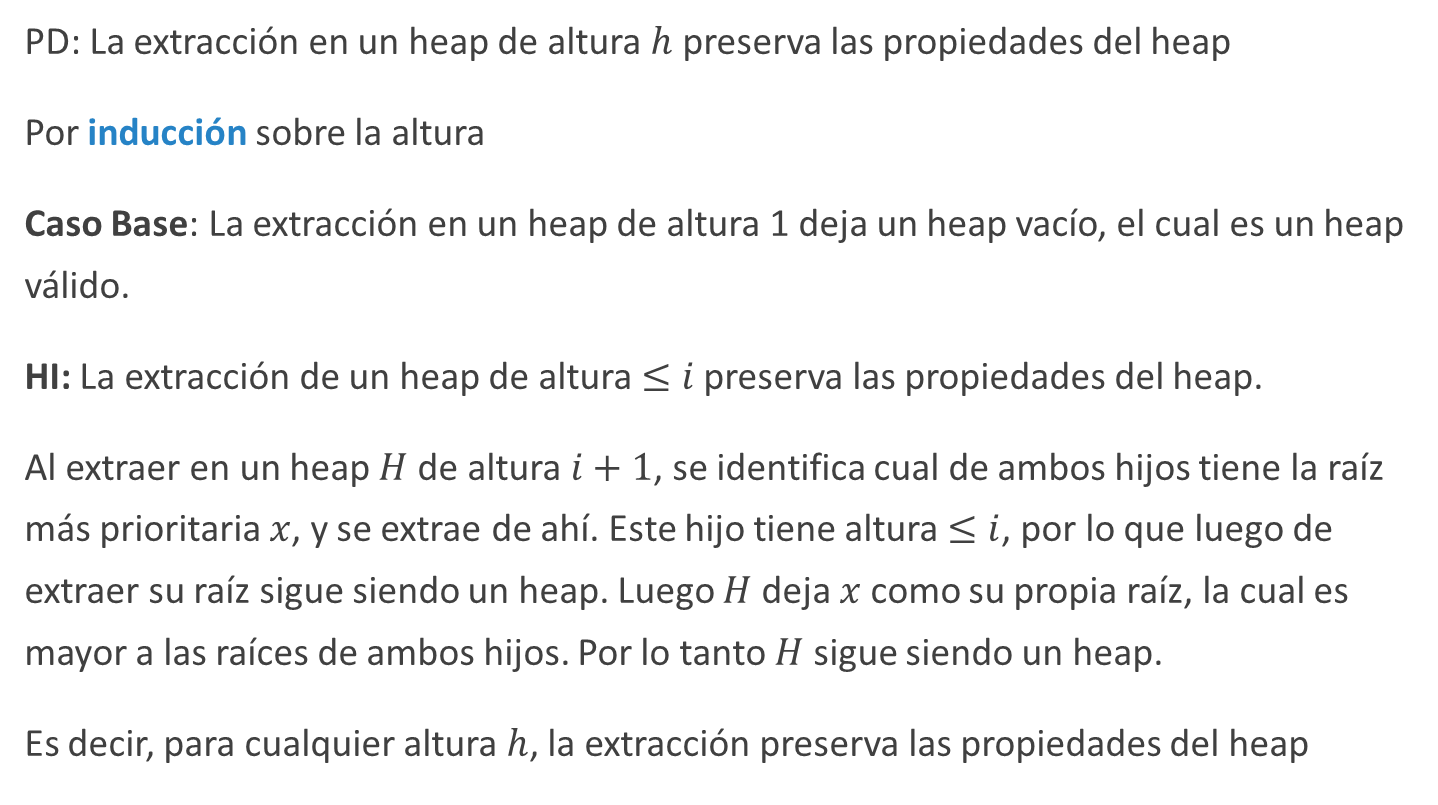 PD: La extracción en un heap de altura ℎ preserva las propiedades del heap
Por inducción sobre la altura
Caso Base: La extracción en un heap de altura 1 deja un heap vacío, el cual es un heap
válido.
HI: La extracción de un heap de altura ≤ 𝑖 preserva las propiedades del heap.
Al extraer en un heap 𝐻 de altura 𝑖 + 1, se identifica cual de ambos hijos tiene la raíz
más prioritaria 𝑥, y se extrae de ahí. Este hijo tiene altura ≤ 𝑖, por lo que luego de
extraer su raíz sigue siendo un heap. Luego 𝐻 deja 𝑥 como su propia raíz, la cual es
mayor a las raíces de ambos hijos. Por lo tanto 𝐻 sigue siendo un heap.
Es decir, para cualquier altura ℎ, la extracción preserva las propiedades del heap